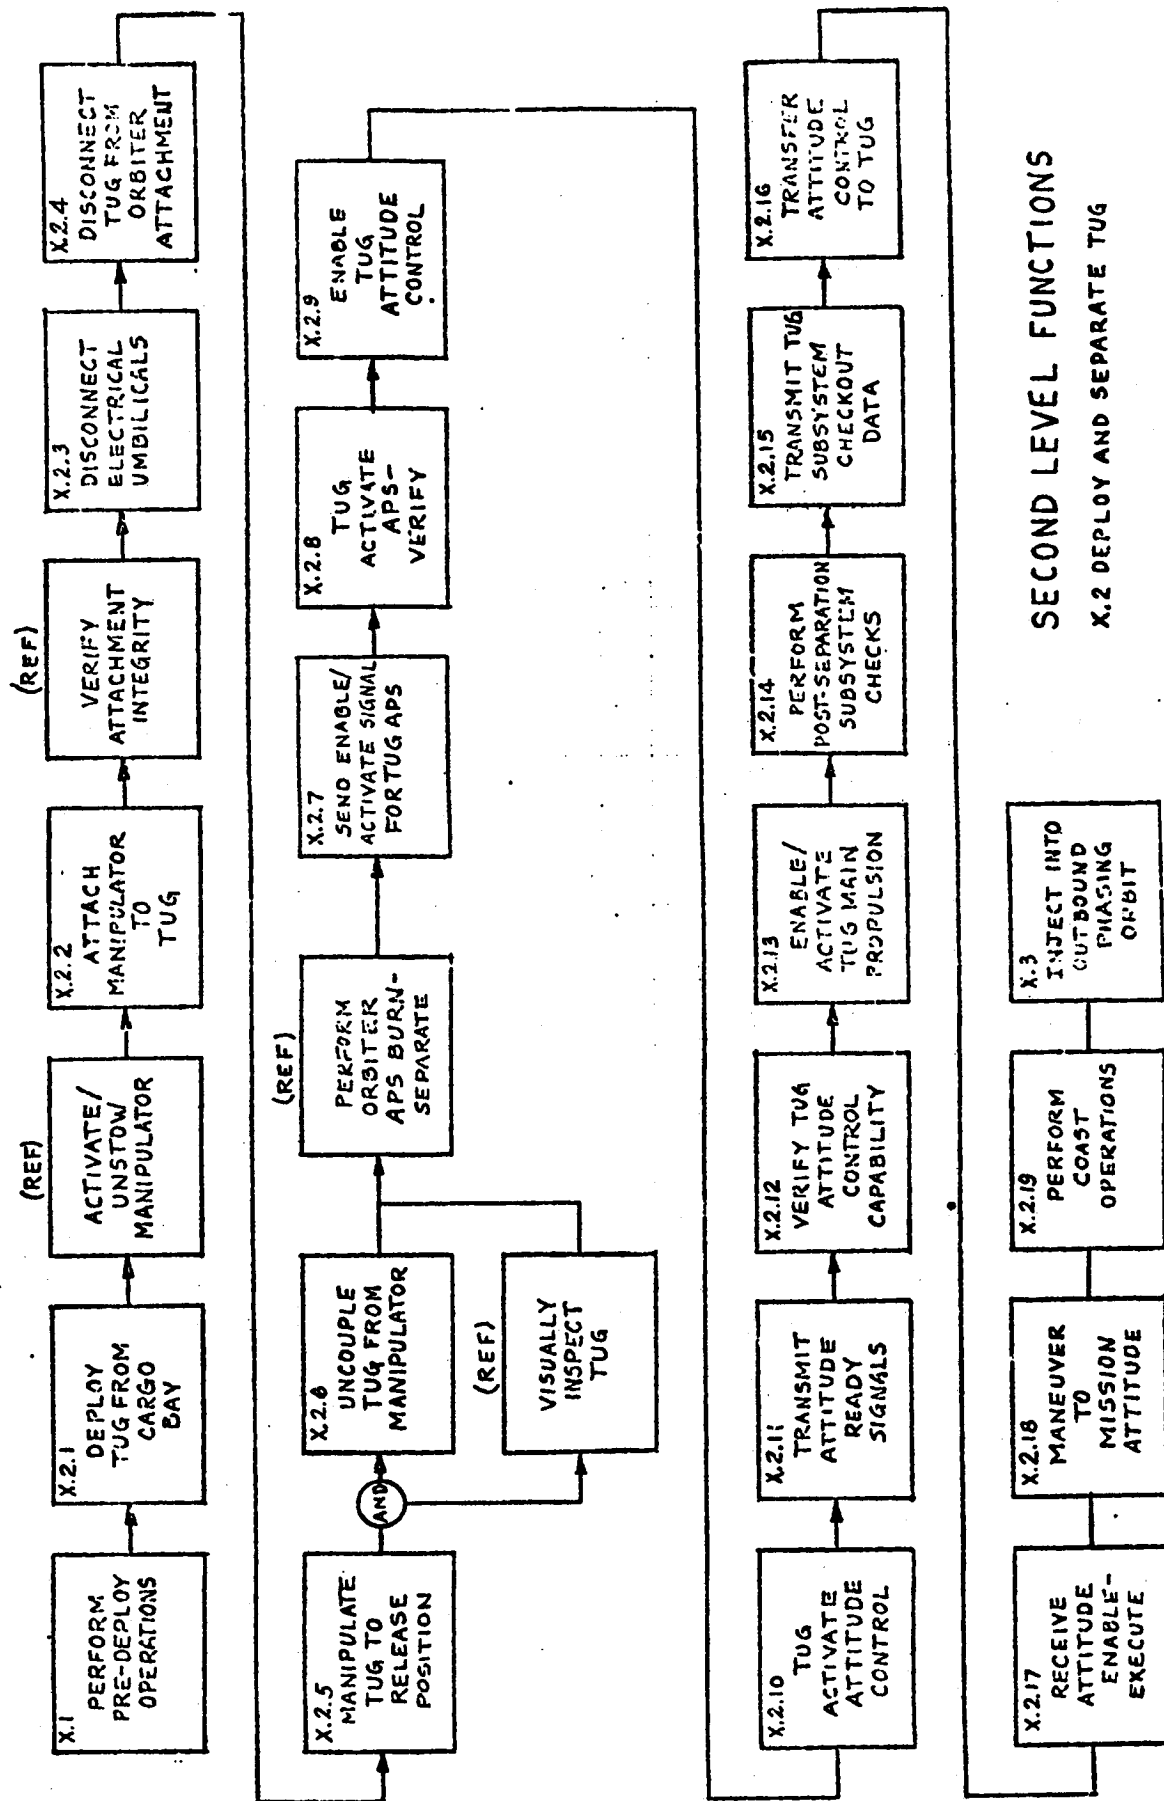 X.1
PERFORM
PRE-DEPLOY
OPERATIONS
X.2.1
DEPLOY
TUG FROM
CARGO
BAY
(REF)
ACTIVATE/
UNSTOW
MANIPULATOR
X.2.2
ATTACH
MANIPULATOR
TO
TUG
(REF)
VERIFY
ATTACHMENT
INTEGRITY
X.2.3
DISCONNECT
ELECTRICAL
UMBILICALS
X.2.4
DISCONNECT
TUG FROM
ORBITER
ATTACHMENT
X.2.5
MANIPULATE
TUG TO
RELEASE
POSITION
AND
X.2.6
UNCOUPLE
TUG FROM
MANIPULATOR
(REF)
VISUALLY
INSPECT
TUG
(REF)
PERFORM
ORBITER
APS BURN-
SEPARATE
X.2.7
SEND ENABLE/
ACTIVATE SIGNAL
FOR TUG APS
X.2.8
TUG
ACTIVATE
APS-
VERIFY
X.2.9
ENABLE
TUG
ATTITUDE
CONTROL
X.2.10
TUG
ACTIVATE
ATTITUDE
CONTROL
X.2.11
TRANSMIT
ATTITUDE
READY
SIGNALS
X.2.12
VERIFY TUG
ATTITUDE
CONTROL
CAPABILITY
X.2.13
ENABLE/
ACTIVATE
TUG MAIN
PROPULSION
X.2.14
PERFORM
POST-SEPARATION
SUBSYSTEM
CHECKS
X.2.15
TRANSMIT TUG
SUBSYSTEM
CHECKOUT
DATA
X.2.16
TRANSFER
ATTITUDE
CONTROL
TO TUG
X.2.17
RECEIVE
ATTITUDE
ENABLE-
EXECUTE
X.2.18
MANEUVER
TO
MISSION
ATTITUDE
X.2.19
PERFORM
COAST
OPERATIONS
X.3
INJECT INTO
OUTBOUND
PHASING
ORBIT
SECOND LEVEL FUNCTIONS
X.2 DEPLOY AND SEPARATE TUG